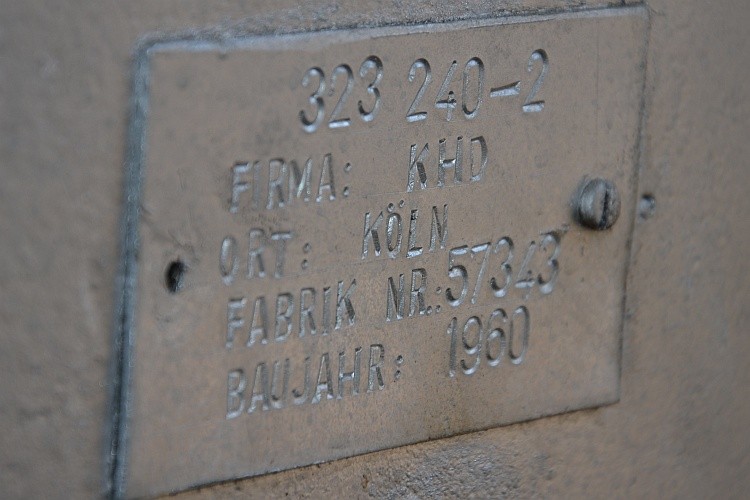 323 240-2
FIRMA: KHD
ORT: KÖLN
FABRIK NR.: 57343
BAUJAHR: 1960